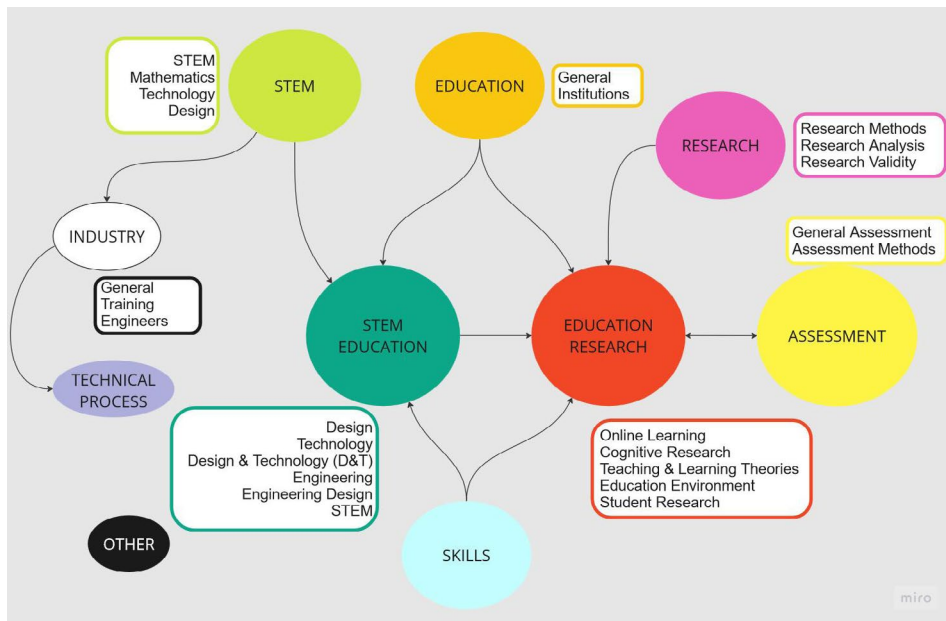 STEM
Mathematics
Technology
Design
STEM
EDUCATION
General
Institutions
RESEARCH
Research Methods
Research Analysis
Research Validity
INDUSTRY
General
Training
Engineers
General Assessment
Assessment Methods
STEM
EDUCATION
EDUCATION
RESEARCH
ASSESSMENT
TECHNICAL
PROCESS
Design
Technology
Design & Technology (D&T)
Engineering
Engineering Design
STEM
Online Learning
Cognitive Research
Teaching & Learning Theories
Education Environment
Student Research
OTHER
SKILLS
miro